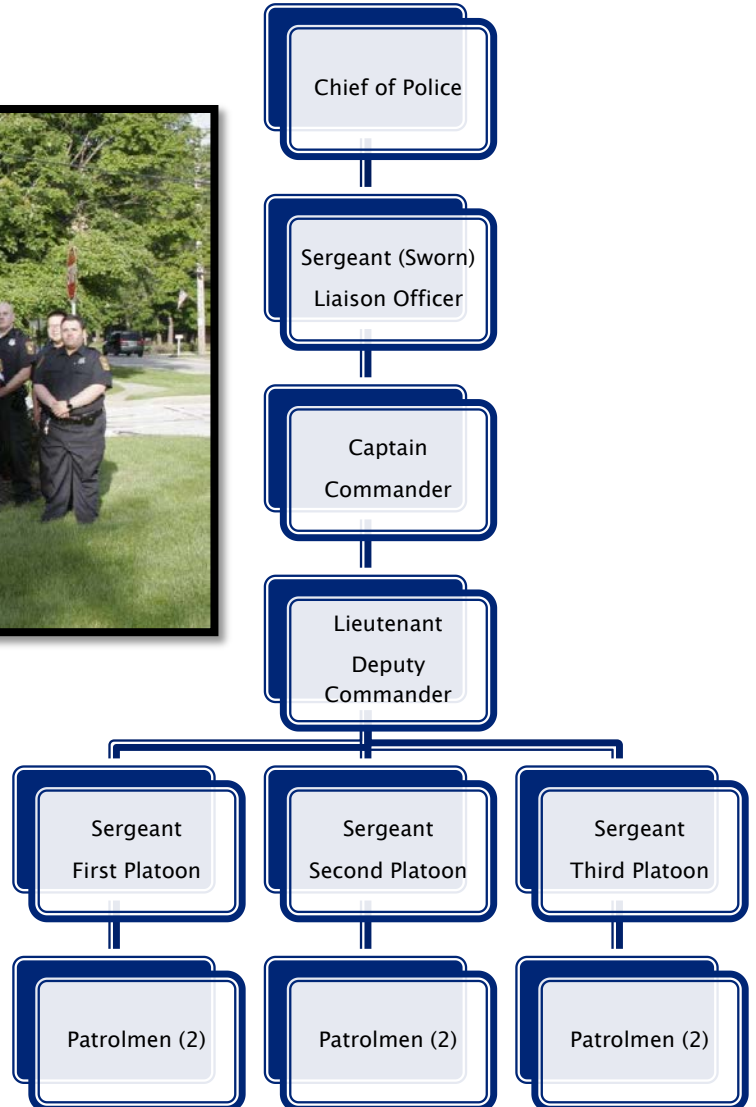 Chief of Police
Sergeant (Sworn)
Liaison Officer
Captain
Commander
Lieutenant
Deputy
Commander
Sergeant
First Platoon
Sergeant
Second Platoon
Sergeant
Third Platoon
Patrolmen (2)
Patrolmen (2)
Patrolmen (2)